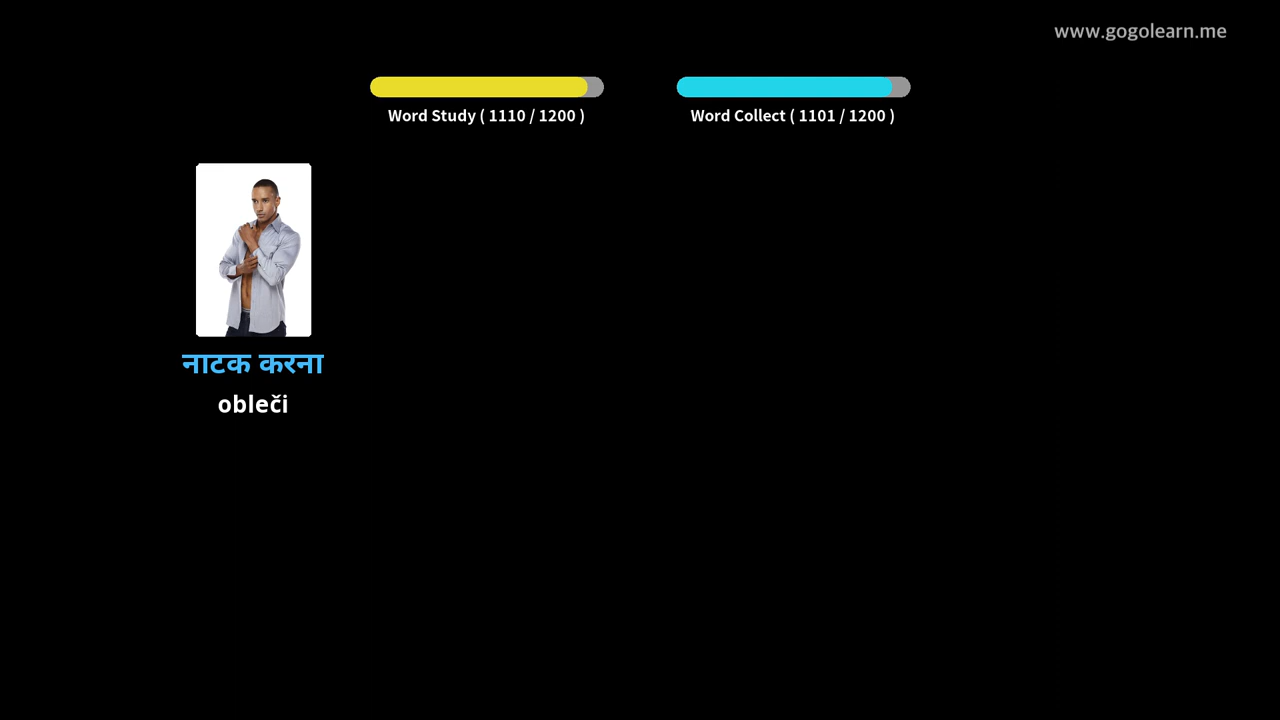 www.gogolearn.me
Word Study ( 1110 / 1200 )
Word Collect ( 1101 / 1200 )
नाटक करना
obleči